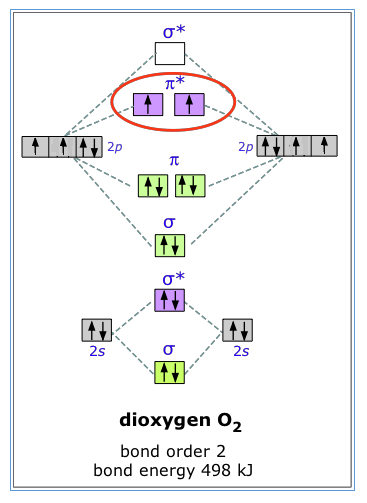 σ*
π*
2p 2p
π
σ
σ*
2s 2s
σ
dioxygen O₂
bond order 2
bond energy 498 kJ